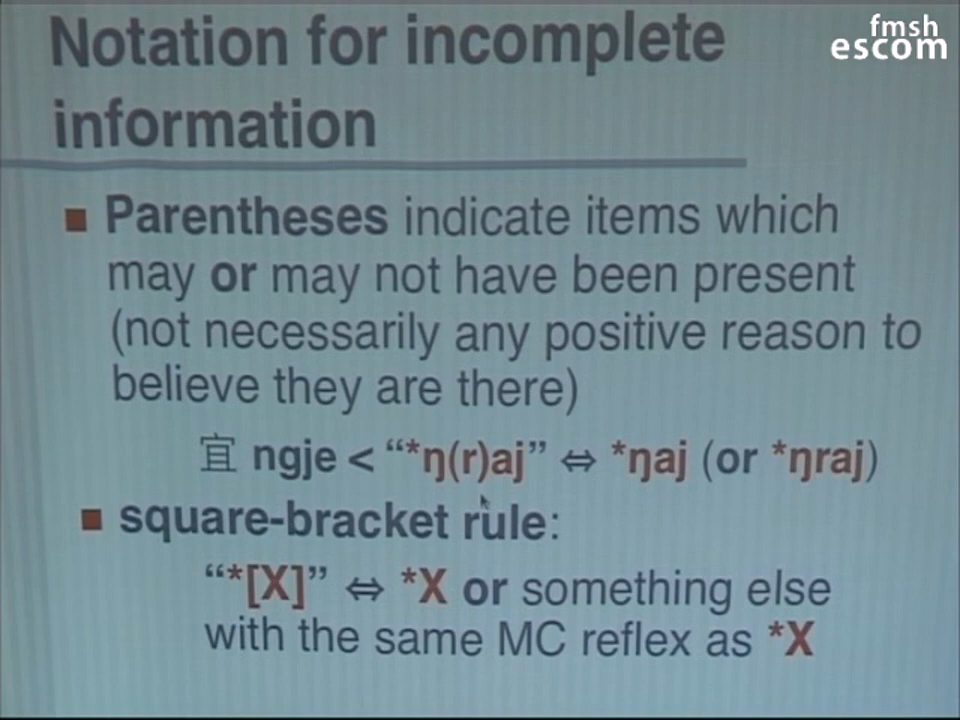 fmsh
escom
Notation for incomplete
information
■ Parentheses indicate items which
may or may not have been present
(not necessarily any positive reason to
believe they are there)
宜 ngje < “*ŋ(r)aj” ⇔ *ŋaj (or *ŋraj)
■ square-bracket rule:
“*[X]” ⇔ *X or something else
with the same MC reflex as *X